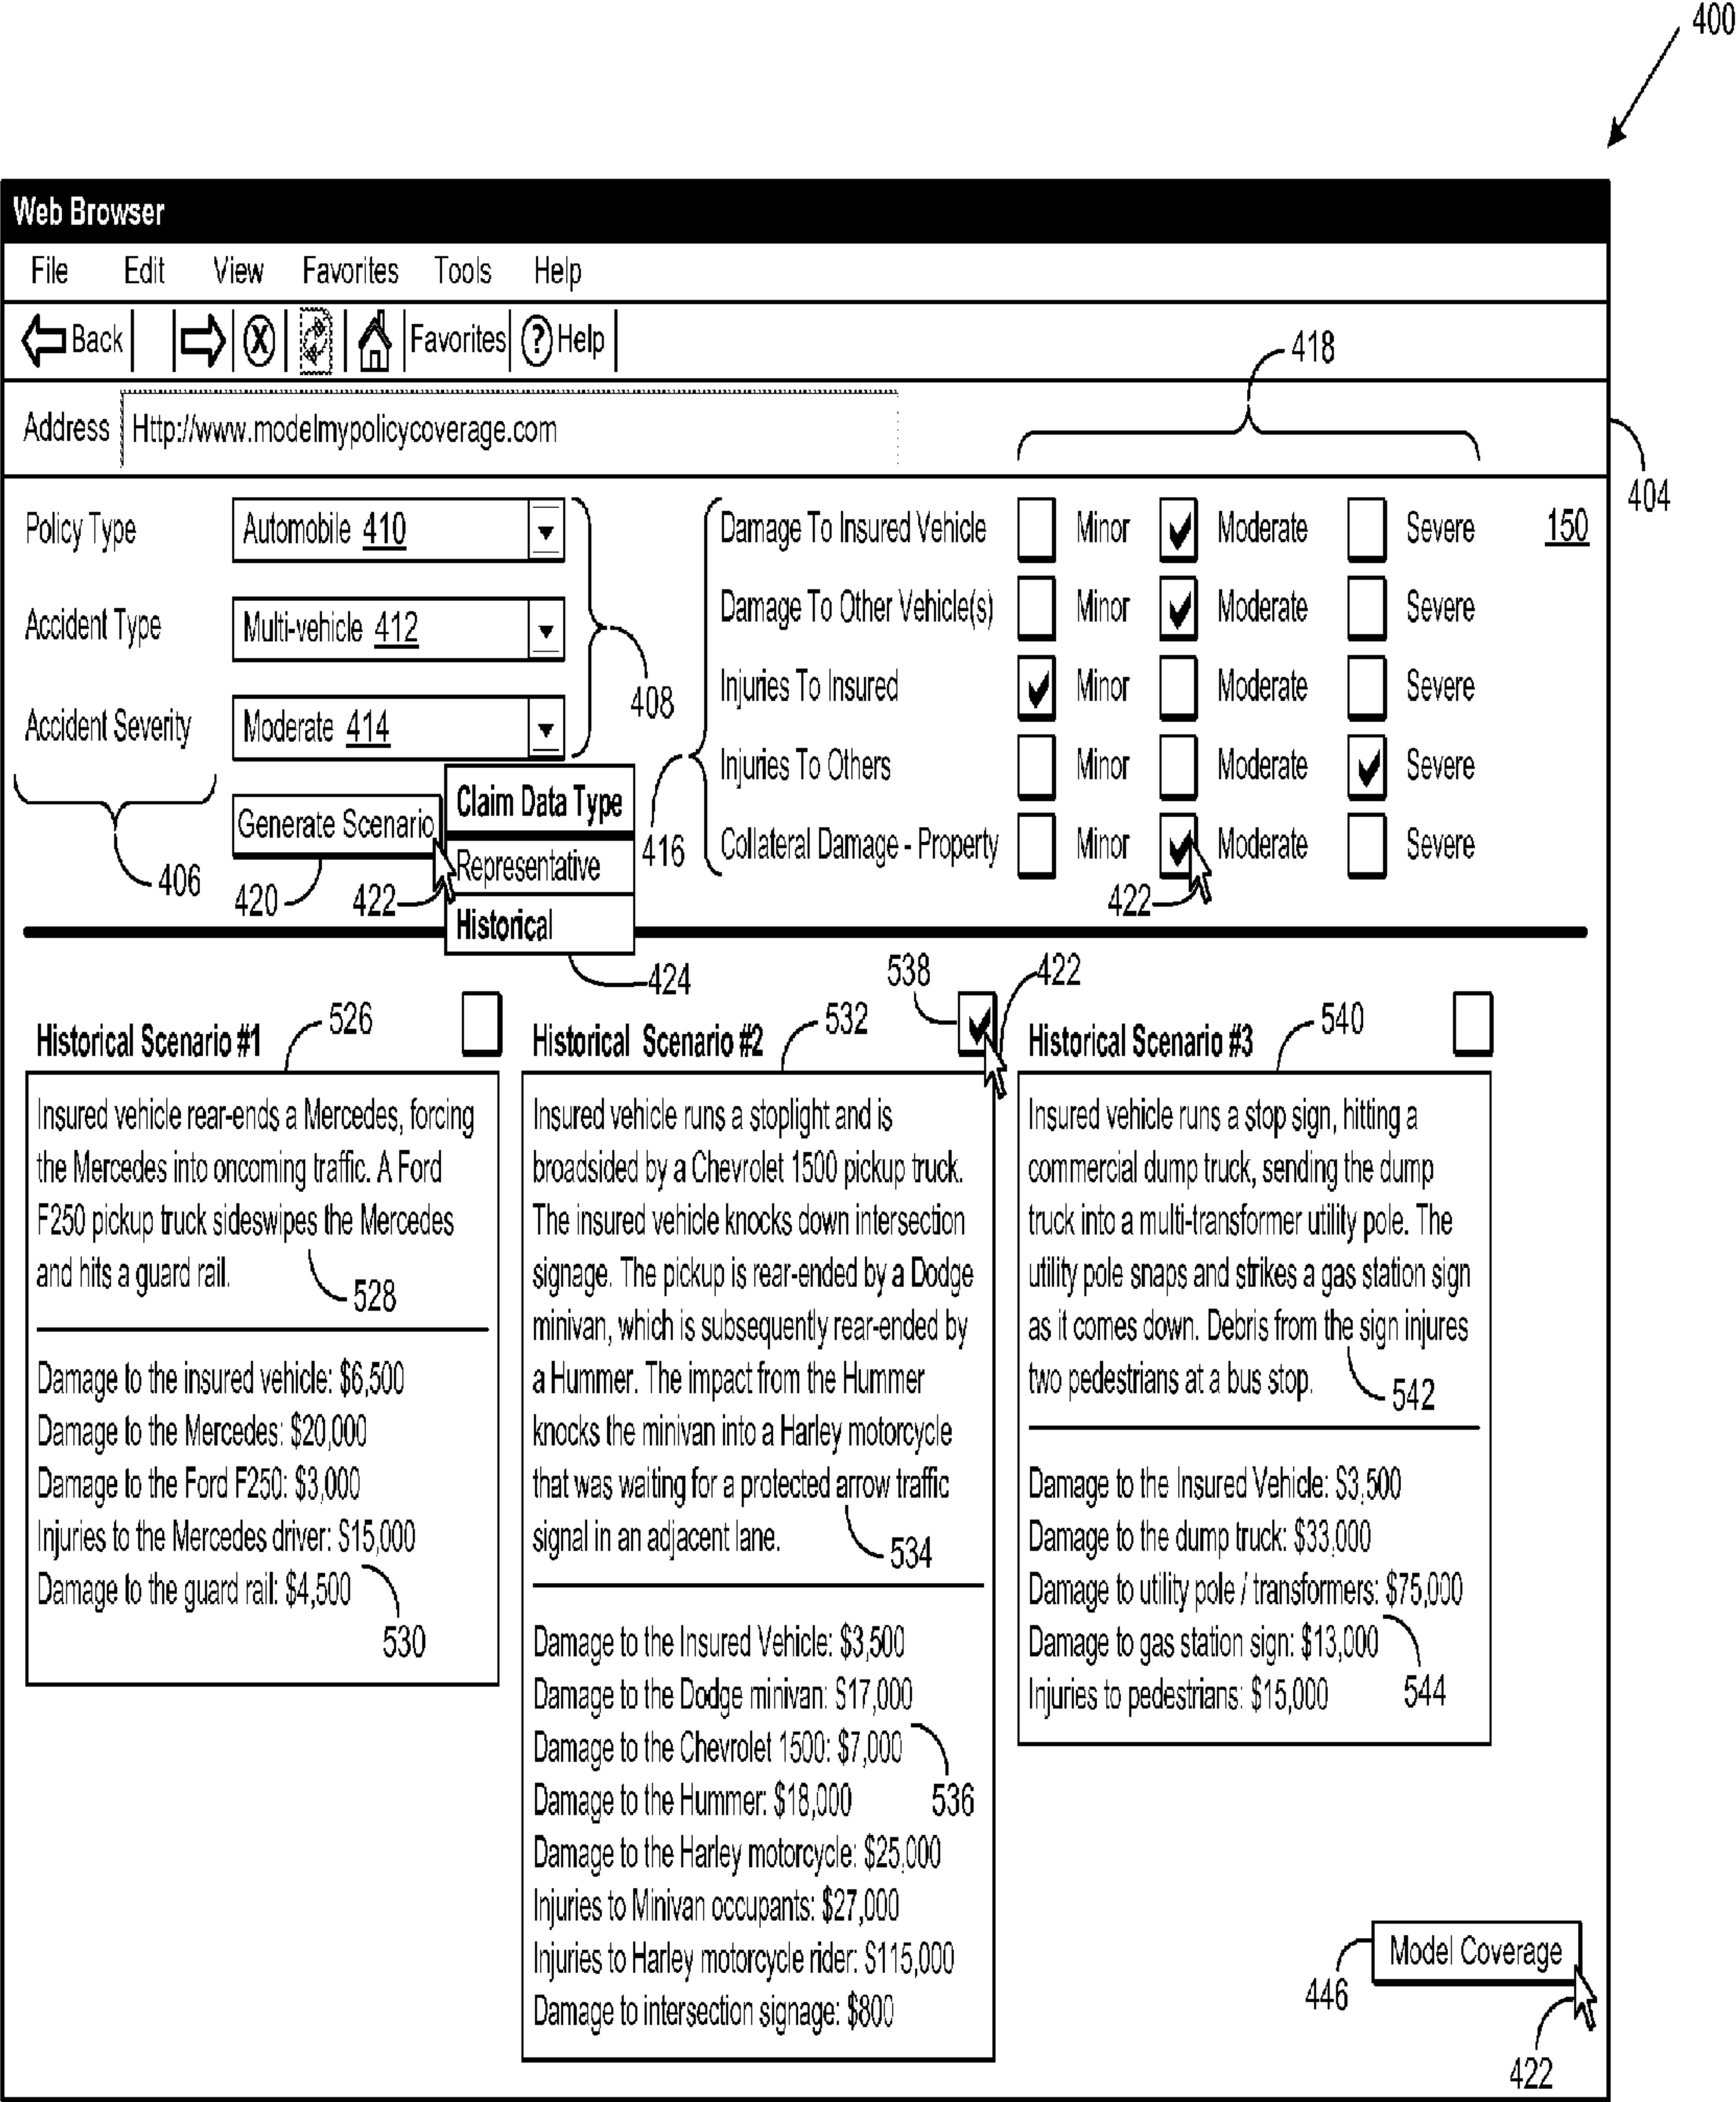 400
Web Browser
File Edit View Favorites Tools Help
Back X Favorites ? Help
418
Address Http://www.modelmypolicycoverage.com
404
Policy Type Automobile 410 Damage To Insured Vehicle Minor Moderate Severe 150
Damage To Other Vehicle(s) Minor Moderate Severe
Accident Type Multi-vehicle 412
408 Injuries To Insured Minor Moderate Severe
Accident Severity Moderate 414
Injuries To Others Minor Moderate Severe
Claim Data Type
Generate Scenario 416 Collateral Damage - Property Minor Moderate Severe
Representative
406 420 422 422
Historical
424 538 422
526 532 540
Historical Scenario #1
Insured vehicle rear-ends a Mercedes, forcing
the Mercedes into oncoming traffic. A Ford
F250 pickup truck sideswipes the Mercedes
and hits a guard rail.
528
Damage to the insured vehicle: $6,500
Damage to the Mercedes: $20,000
Damage to the Ford F250: $3,000
Injuries to the Mercedes driver: $15,000
Damage to the guard rail: $4,500
530
Historical Scenario #2
Insured vehicle runs a stoplight and is
broadsided by a Chevrolet 1500 pickup truck.
The insured vehicle knocks down intersection
signage. The pickup is rear-ended by a Dodge
minivan, which is subsequently rear-ended by
a Hummer. The impact from the Hummer
knocks the minivan into a Harley motorcycle
that was waiting for a protected arrow traffic
signal in an adjacent lane.
534
Damage to the Insured Vehicle: $3,500
Damage to the Dodge minivan: $17,000
Damage to the Chevrolet 1500: $7,000
Damage to the Hummer: $18,000
536
Damage to the Harley motorcycle: $25,000
Injuries to Minivan occupants: $27,000
Injuries to Harley motorcycle rider: $115,000
Damage to intersection signage: $800
Historical Scenario #3
Insured vehicle runs a stop sign, hitting a
commercial dump truck, sending the dump
truck into a multi-transformer utility pole. The
utility pole snaps and strikes a gas station sign
as it comes down. Debris from the sign injures
two pedestrians at a bus stop.
542
Damage to the Insured Vehicle: $3,500
Damage to the dump truck: $33,000
Damage to utility pole / transformers: $75,000
Damage to gas station sign: $13,000
Injuries to pedestrians: $15,000
544
Model Coverage
446
422